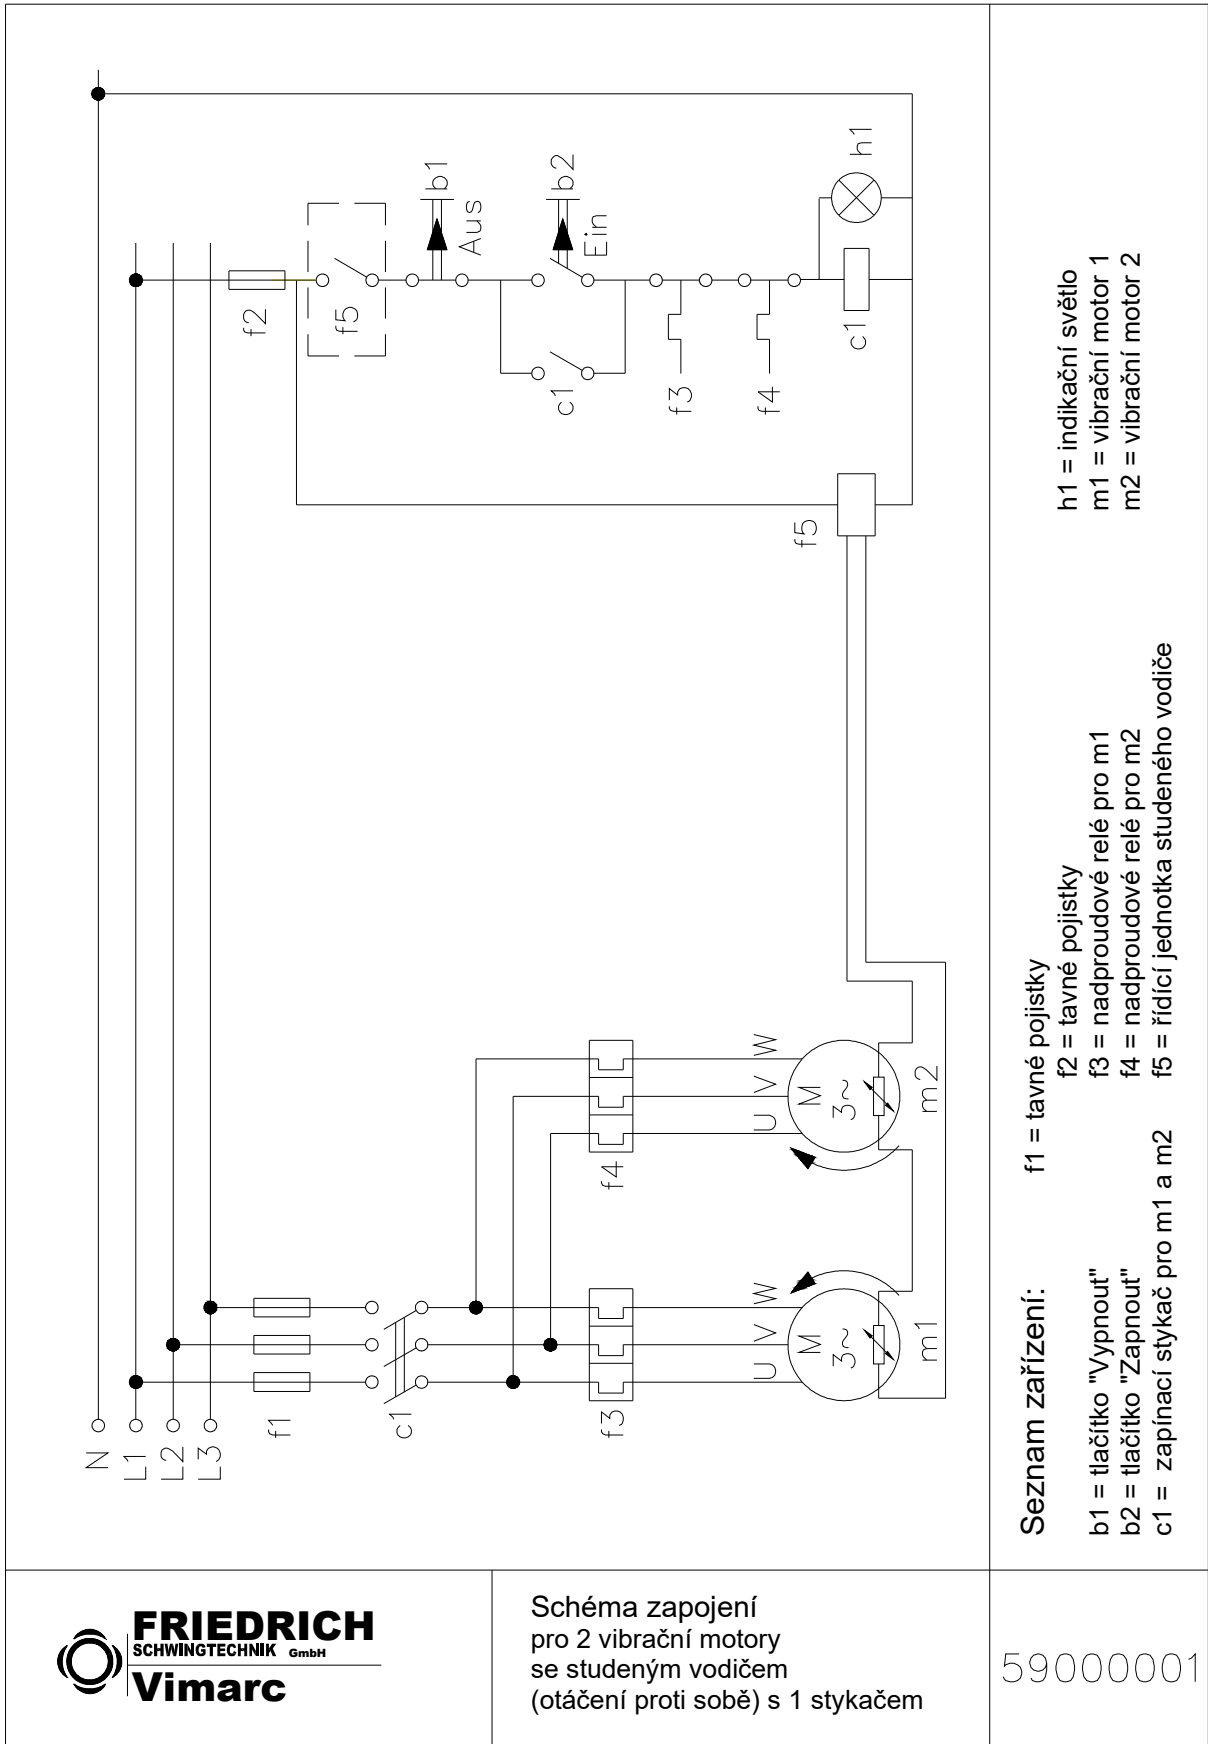 N
L1
L2
L3
f1
c1
f3
f4
U
V
W
U
V
W
M
3~
m1
M
3~
m2
f2
f5
b1
Aus
b2
Ein
c1
f3
f4
c1
h1
f5
Seznam zařízení:
b1 = tlačítko "Vypnout"
b2 = tlačítko "Zapnout"
c1 = zapínací stykač pro m1 a m2
f1 = tavné pojistky
f2 = tavné pojistky
f3 = nadproudové relé pro m1
f4 = nadproudové relé pro m2
f5 = řídící jednotka studeného vodiče
h1 = indikační světlo
m1 = vibrační motor 1
m2 = vibrační motor 2
FRIEDRICH
SCHWINGTECHNIK GmbH
Vimarc
Schéma zapojení
pro 2 vibrační motory
se studeným vodičem
(otáčení proti sobě) s 1 stykačem
59000001